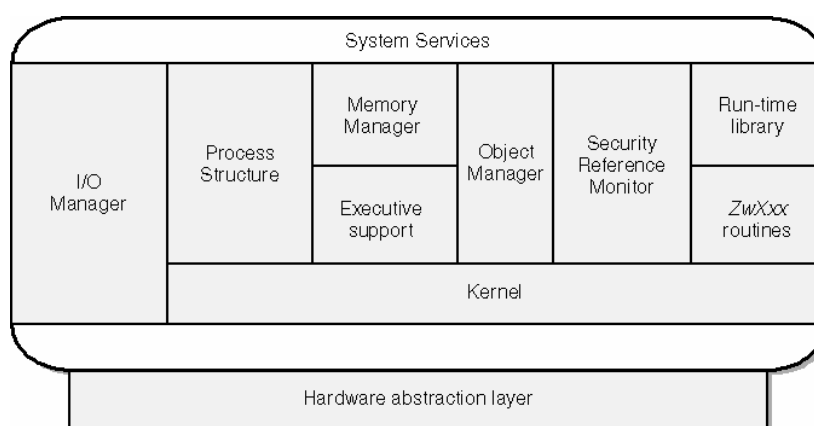 System Services
I/O
Manager
Process
Structure
Memory
Manager
Executive
support
Object
Manager
Security
Reference
Monitor
Run-time
library
ZwXxx
routines
Kernel
Hardware abstraction layer